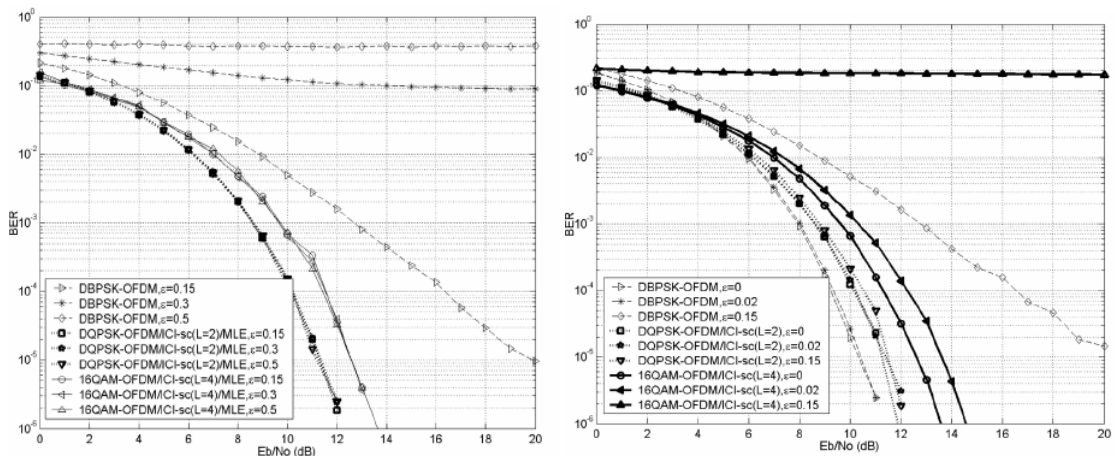 BER
10^0
10^-1
10^-2
10^-3
10^-4
10^-5
10^-6
DBPSK-OFDM,ε=0.15
DBPSK-OFDM,ε=0.3
DBPSK-OFDM,ε=0.5
DQPSK-OFDM/ICI-sc(L=2)/MLE,ε=0.15
DQPSK-OFDM/ICI-sc(L=2)/MLE,ε=0.3
DQPSK-OFDM/ICI-sc(L=2)/MLE,ε=0.5
16QAM-OFDM/ICI-sc(L=4)/MLE,ε=0.15
16QAM-OFDM/ICI-sc(L=4)/MLE,ε=0.3
16QAM-OFDM/ICI-sc(L=4)/MLE,ε=0.5
0 2 4 6 8 10 12 14 16 18 20
Eb/No (dB)
BER
10^0
10^-1
10^-2
10^-3
10^-4
10^-5
10^-6
DBPSK-OFDM,ε=0
DBPSK-OFDM,ε=0.02
DBPSK-OFDM,ε=0.15
DQPSK-OFDM/ICI-sc(L=2),ε=0
DQPSK-OFDM/ICI-sc(L=2),ε=0.02
DQPSK-OFDM/ICI-sc(L=2),ε=0.15
16QAM-OFDM/ICI-sc(L=4),ε=0
16QAM-OFDM/ICI-sc(L=4),ε=0.02
16QAM-OFDM/ICI-sc(L=4),ε=0.15
0 2 4 6 8 10 12 14 16 18 20
Eb/No (dB)